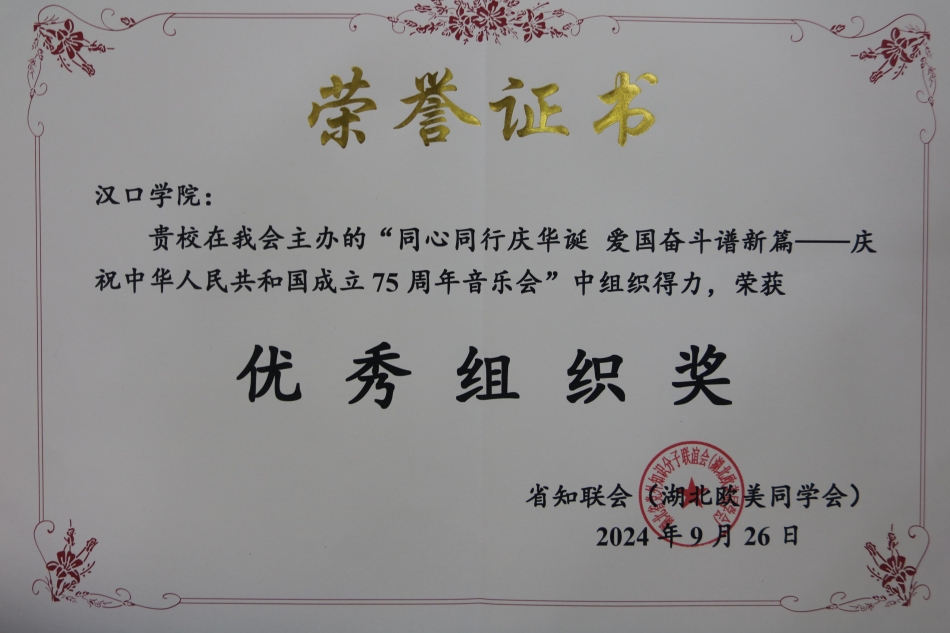 荣誉证书
汉口学院：
贵校在我会主办的“同心同行庆华诞 爱国奋斗谱新篇——庆
祝中华人民共和国成立75周年音乐会”中组织得力，荣获
优秀组织奖
省知联会（湖北欧美同学会）
2024年9月26日